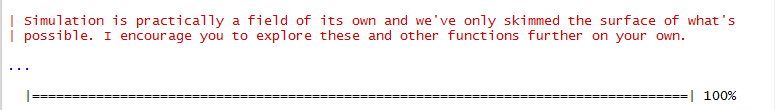 | Simulation is practically a field of its own and we've only skimmed the surface of what's
| possible. I encourage you to explore these and other functions further on your own.
...
|==================================================================================| 100%